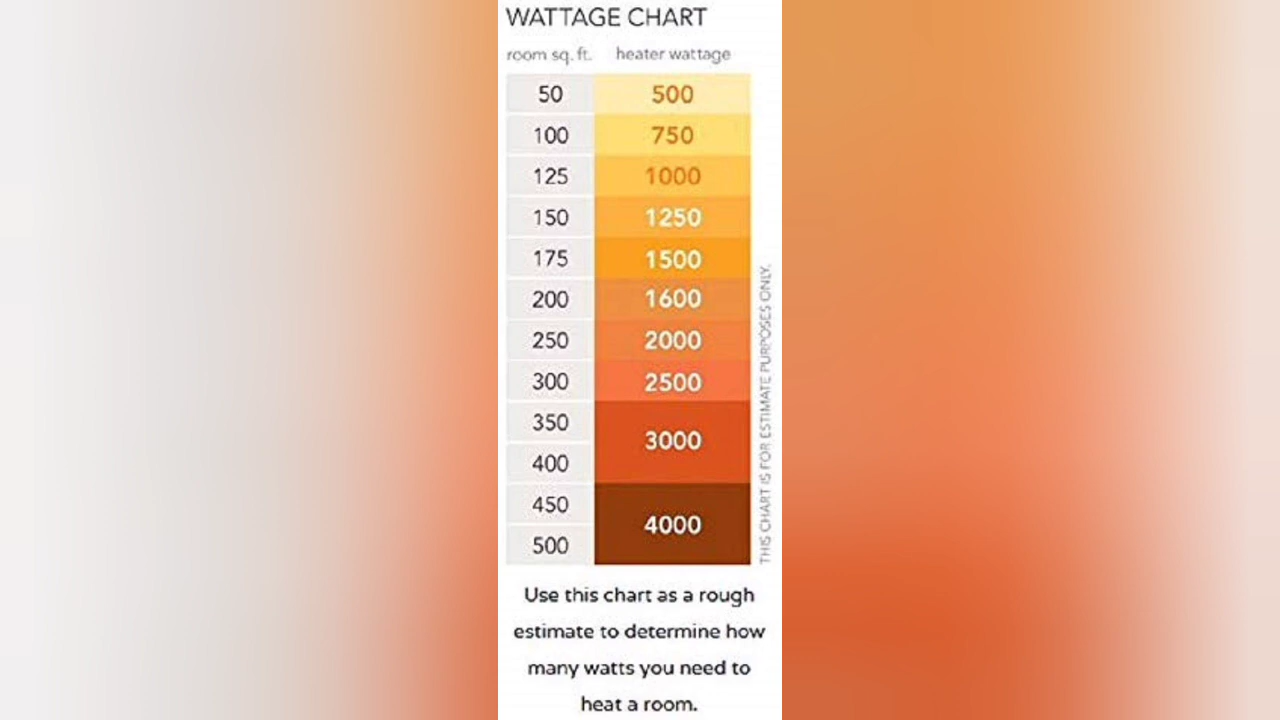 WATTAGE CHART
room sq. ft. heater wattage
50 500
100 750
125 1000
150 1250
175 1500
200 1600
250 2000
300 2500
350
3000
400
450
4000
500
THIS CHART IS FOR ESTIMATE PURPOSES ONLY.
Use this chart as a rough
estimate to determine how
many watts you need to
heat a room.